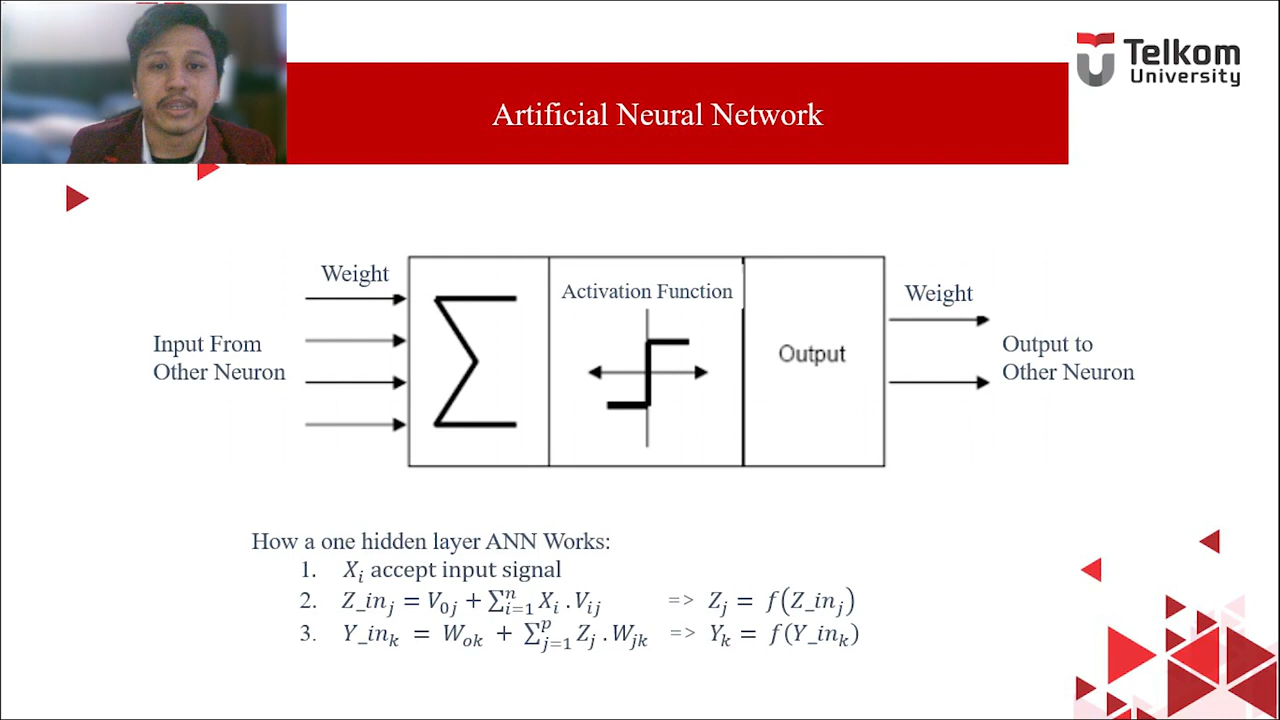 Telkom
University
Artificial Neural Network
Weight
Activation Function
Weight
Input From
Other Neuron
Output
Output to
Other Neuron
How a one hidden layer ANN Works:
1. Xᵢ accept input signal
2. Z_inⱼ = V₀ⱼ + ∑ⁿᵢ₌₁ Xᵢ . Vᵢⱼ => Zⱼ = f(Z_inⱼ)
3. Y_inₖ = Wₒₖ + ∑ᵖⱼ₌₁ Zⱼ . Wⱼₖ => Yₖ = f(Y_inₖ)